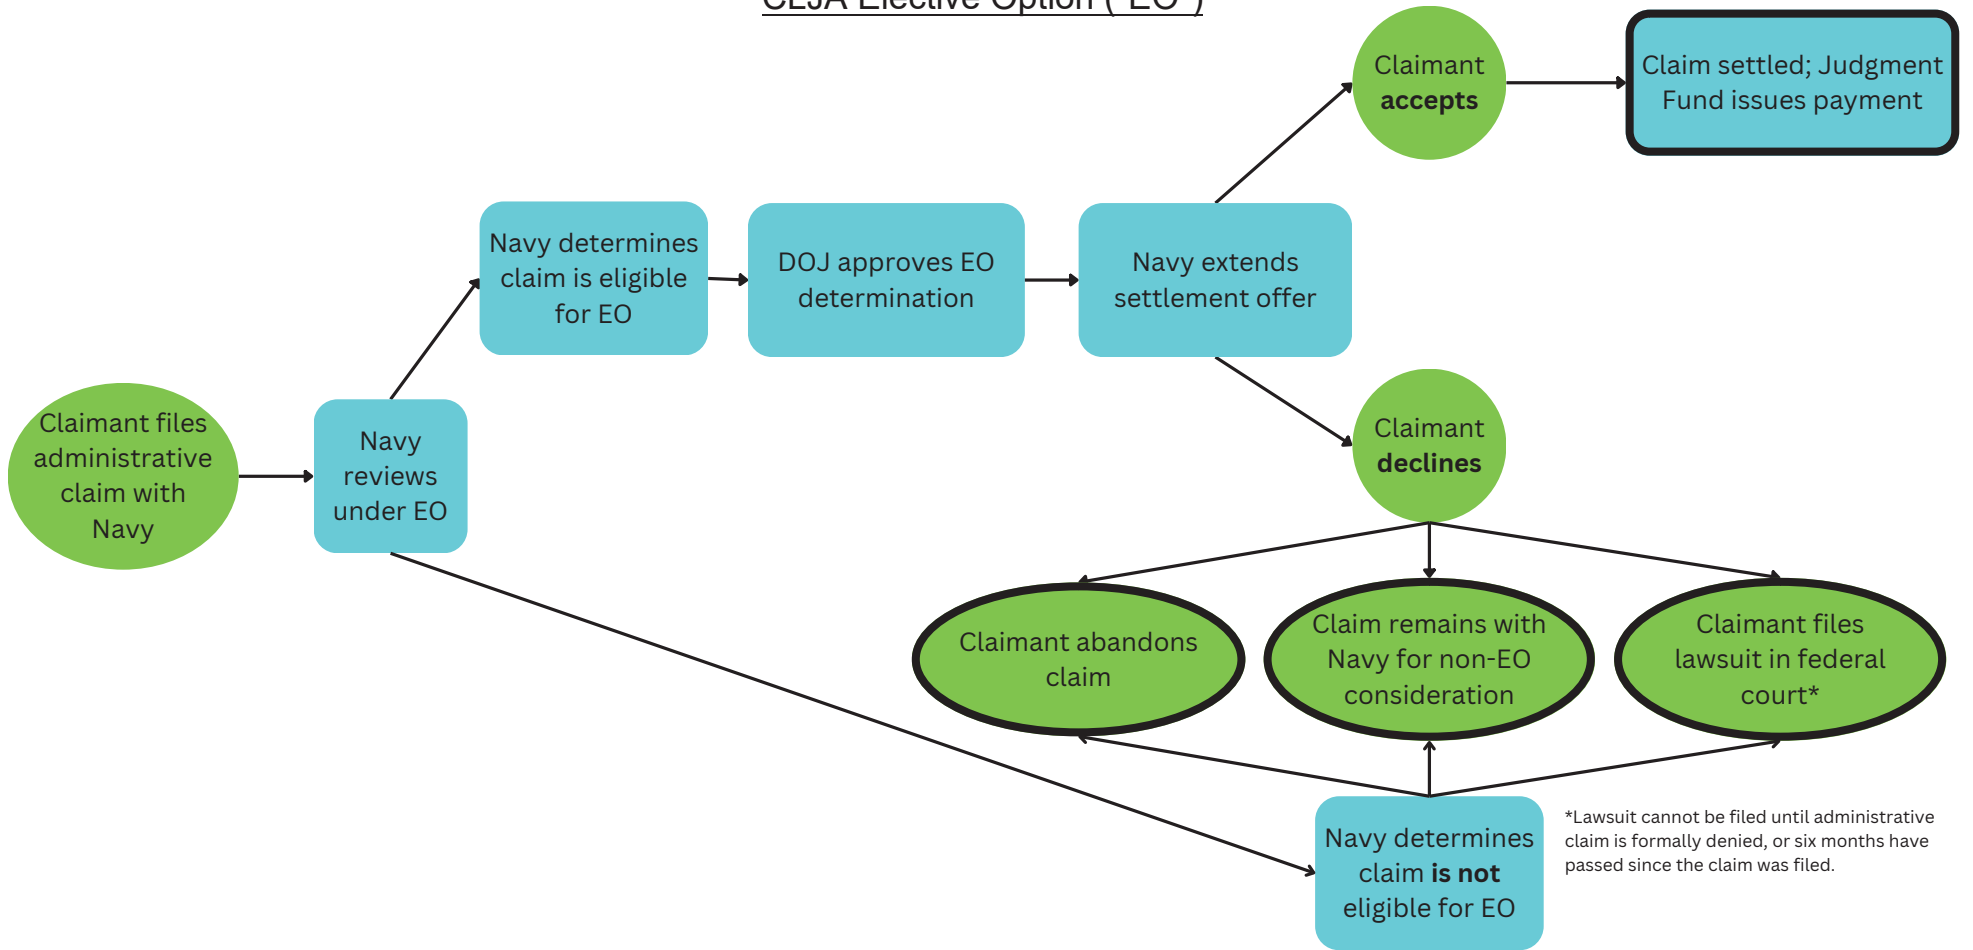 CLJA Elective Option ("EO")
Claimant
accepts
Claim settled; Judgment
Fund issues payment
Navy determines
claim is eligible
for EO
DOJ approves EO
determination
Navy extends
settlement offer
Claimant files
administrative
claim with
Navy
Navy
reviews
under EO
Claimant
declines
Claimant abandons
claim
Claim remains with
Navy for non-EO
consideration
Claimant files
lawsuit in federal
court*
Navy determines
claim is not
eligible for EO
*Lawsuit cannot be filed until administrative
claim is formally denied, or six months have
passed since the claim was filed.